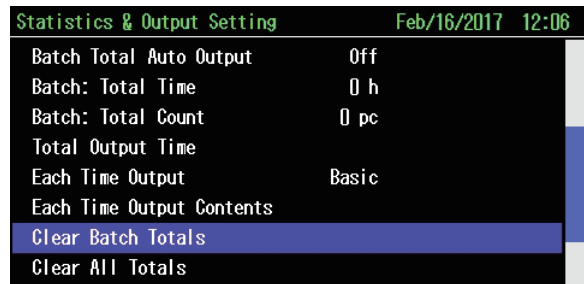 Statistics & Output Setting Feb/16/2017 12:06
Batch Total Auto Output Off
Batch: Total Time 0 h
Batch: Total Count 0 pc
Total Output Time
Each Time Output Basic
Each Time Output Contents
Clear Batch Totals
Clear All Totals